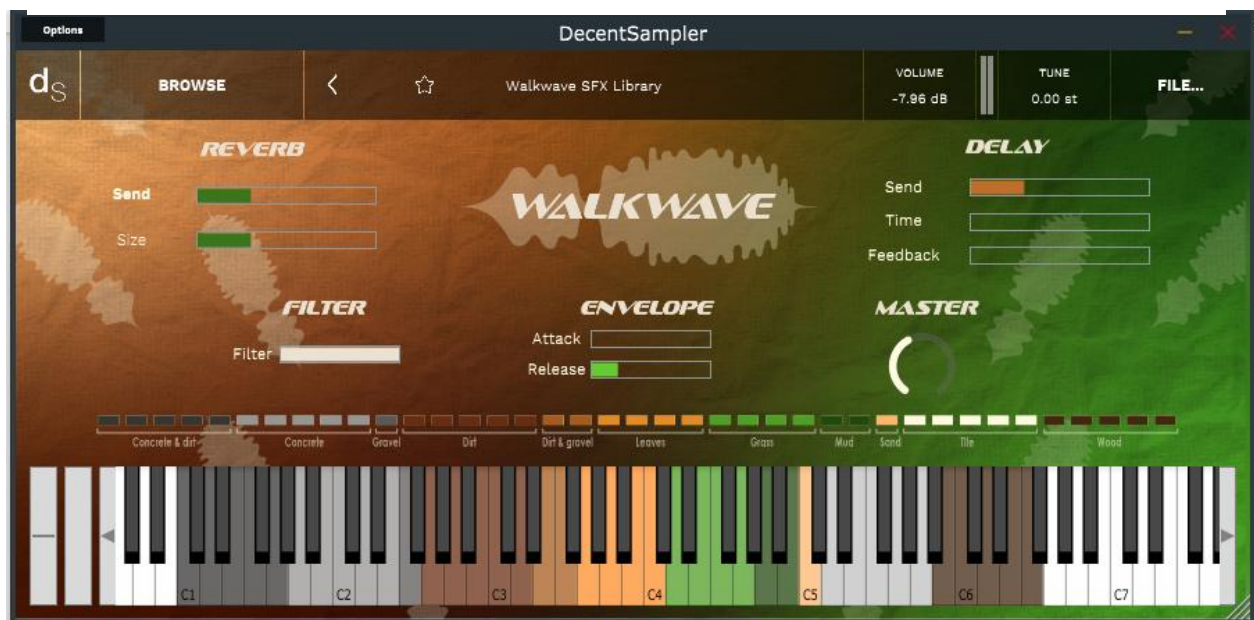 Options
DecentSampler
ds
BROWSE
Walkwave SFX Library
VOLUME
-7.96 dB
TUNE
0.00 st
FILE...
REVERB
Send
Size
WALKWAVE
DELAY
Send
Time
Feedback
FILTER
Filter
ENVELOPE
Attack
Release
MASTER
Concrete & dirt
Concrete
Gravel
Dirt
Dirt & gravel
Leaves
Grass
Mud
Sand
Tile
Wood
C1
C2
C3
C4
C5
C6
C7